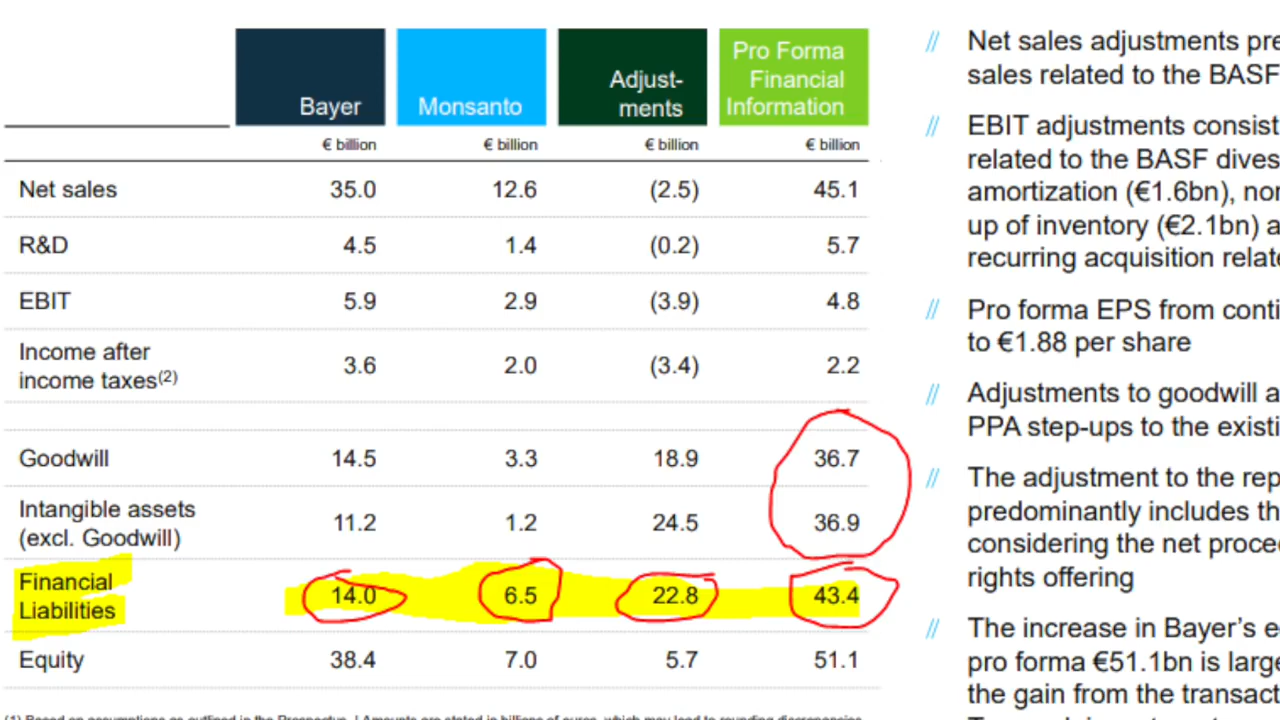 Bayer
Monsanto
Adjust-
ments
Pro Forma
Financial
Information
€ billion € billion € billion € billion
Net sales 35.0 12.6 (2.5) 45.1
R&D 4.5 1.4 (0.2) 5.7
EBIT 5.9 2.9 (3.9) 4.8
Income after
income taxes(2) 3.6 2.0 (3.4) 2.2
Goodwill 14.5 3.3 18.9 36.7
Intangible assets
(excl. Goodwill) 11.2 1.2 24.5 36.9
Financial
Liabilities 14.0 6.5 22.8 43.4
Equity 38.4 7.0 5.7 51.1
// Net sales adjustments pre
sales related to the BASF
// EBIT adjustments consist
related to the BASF dives
amortization (€1.6bn), nor
up of inventory (€2.1bn) a
recurring acquisition relate
// Pro forma EPS from conti
to €1.88 per share
// Adjustments to goodwill a
PPA step-ups to the existi
// The adjustment to the rep
predominantly includes th
considering the net procee
rights offering
// The increase in Bayer's e
pro forma €51.1bn is large
the gain from the transact